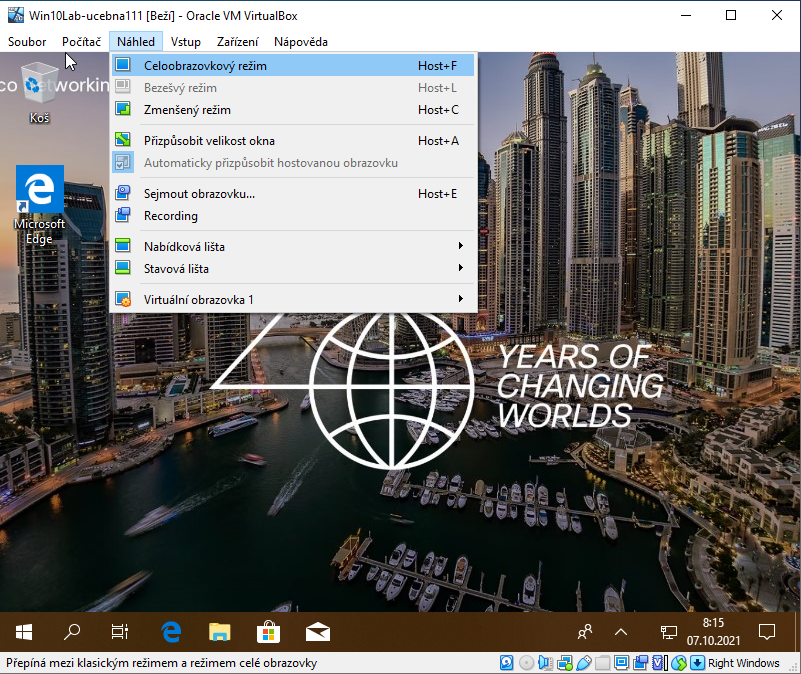 Win10Lab-ucebna111 [Beží] - Oracle VM VirtualBox
Soubor Počítač Náhled Vstup Zařízení Nápověda
Celoobrazovkový režim Host+F
Bezešvý režim Host+L
Zmenšený režim Host+C
Přizpůsobit velikost okna Host+A
Automaticky přizpůsobit hostovanou obrazovku
Sejmout obrazovku... Host+E
Recording
Nabídková lišta
Stavová lišta
Virtuální obrazovka 1
Koš
Microsoft
Edge
YEARS OF
CHANGING
WORLDS
8:15
07.10.2021
Přepíná mezi klasickým režimem a režimem celé obrazovky
Right Windows